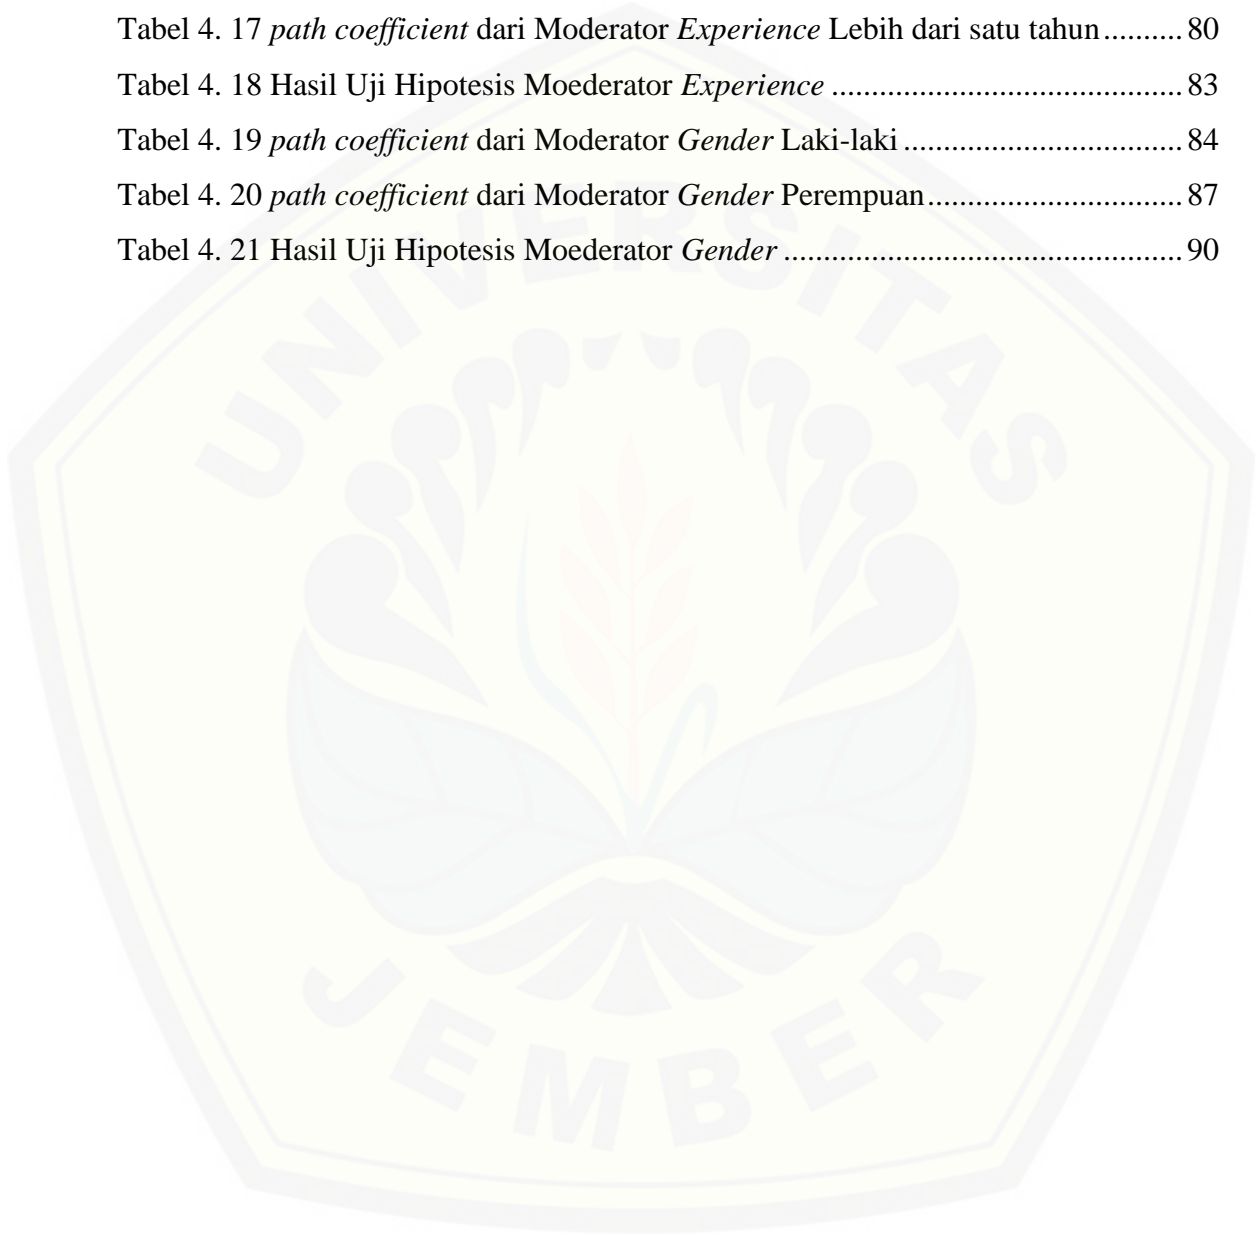 Tabel 4. 17 path coefficient dari Moderator Experience Lebih dari satu tahun.......... 80
Tabel 4. 18 Hasil Uji Hipotesis Moederator Experience ............................................ 83
Tabel 4. 19 path coefficient dari Moderator Gender Laki-laki ................................... 84
Tabel 4. 20 path coefficient dari Moderator Gender Perempuan................................ 87
Tabel 4. 21 Hasil Uji Hipotesis Moederator Gender .................................................. 90
UNIVERSITAS
JEMBER